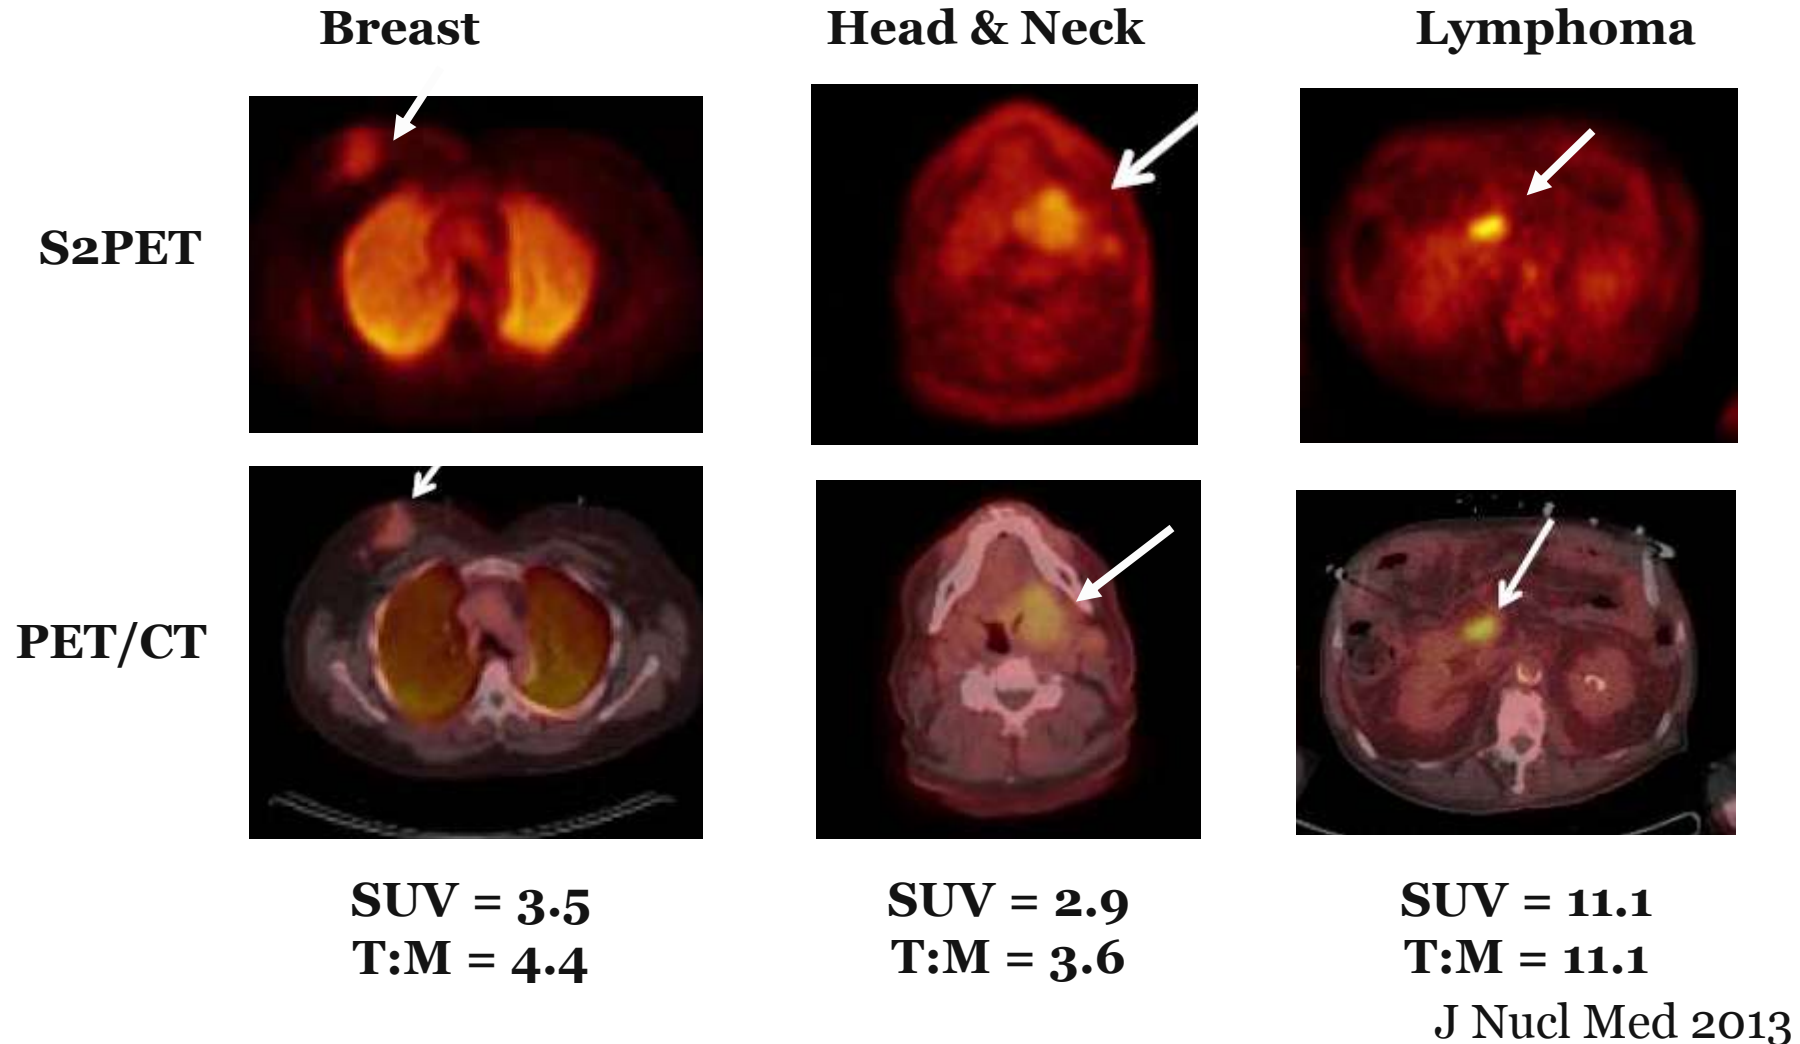 Breast Head & Neck Lymphoma
S2PET
PET/CT
SUV = 3.5 SUV = 2.9 SUV = 11.1
T:M = 4.4 T:M = 3.6 T:M = 11.1
J Nucl Med 2013